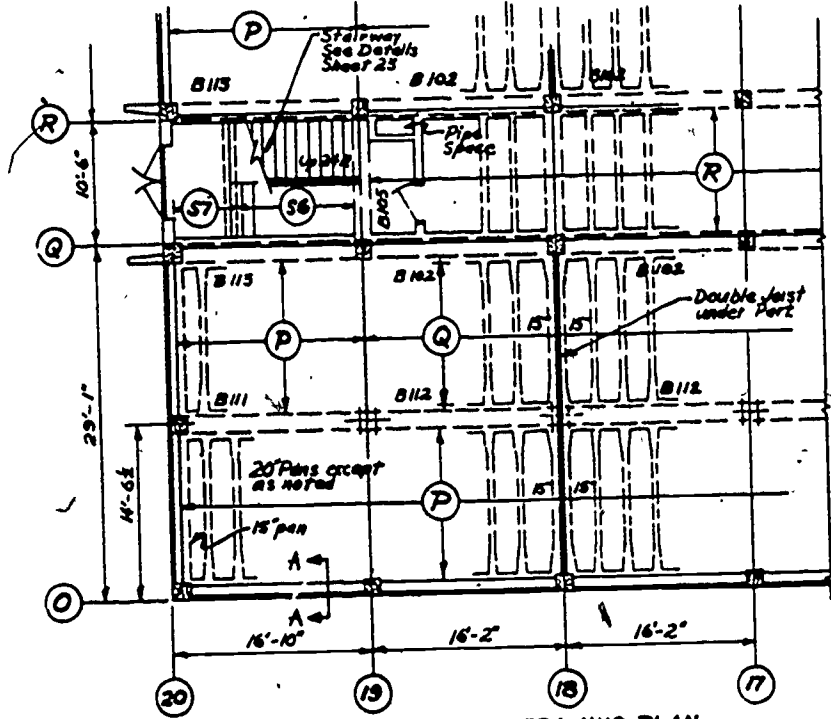 P
Stairway
See Details
Sheet 23
B113
B102
B102
R
Pipe
Space
10'-6"
R
S7
S6
B105
Q
B113
B102
B102
Double Joist
under Part.
P
Q
15"
15"
29'-1"
B111
B112
B112
14'-6½"
20" Pans except
as noted
P
15"
15"
15" pan
A
A
O
16'-10"
16'-2"
16'-2"
20
19
18
17